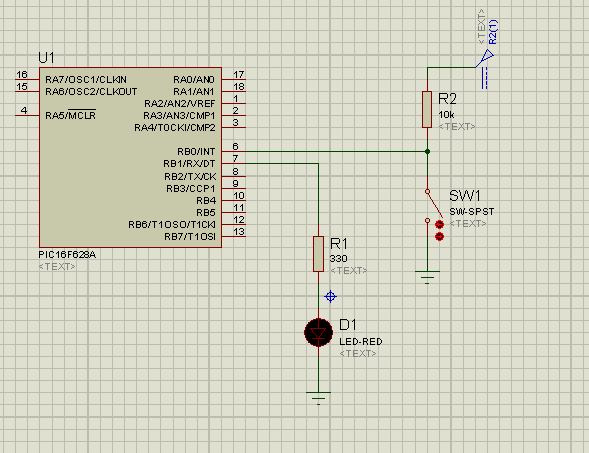 U1
16 RA7/OSC1/CLKIN RA0/AN0 17
15 RA6/OSC2/CLKOUT RA1/AN1 18
RA2/AN2/VREF 1
4 RA5/MCLR RA3/AN3/CMP1 2
RA4/T0CKI/CMP2 3
RB0/INT 6
RB1/RX/DT 7
RB2/TX/CK 8
RB3/CCP1 9
RB4 10
RB5 11
RB6/T1OSO/T1CKI 12
RB7/T1OSI 13
PIC16F628A
<TEXT>
R2(1)
<TEXT>
R2
10k
<TEXT>
SW1
SW-SPST
<TEXT>
R1
330
<TEXT>
D1
LED-RED
<TEXT>